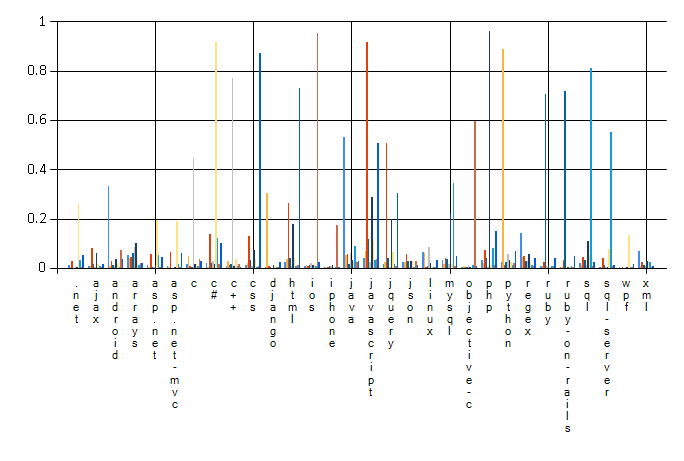 1
0.8
0.6
0.4
0.2
0
.net
ajax
android
arrays
asp.net
asp.net-mvc
c
c#
c++
css
django
html
ios
iphone
java
javascript
jquery
json
linux
mysql
objective-c
php
python
regex
ruby
ruby-on-rails
sql
sql-server
wpf
xml